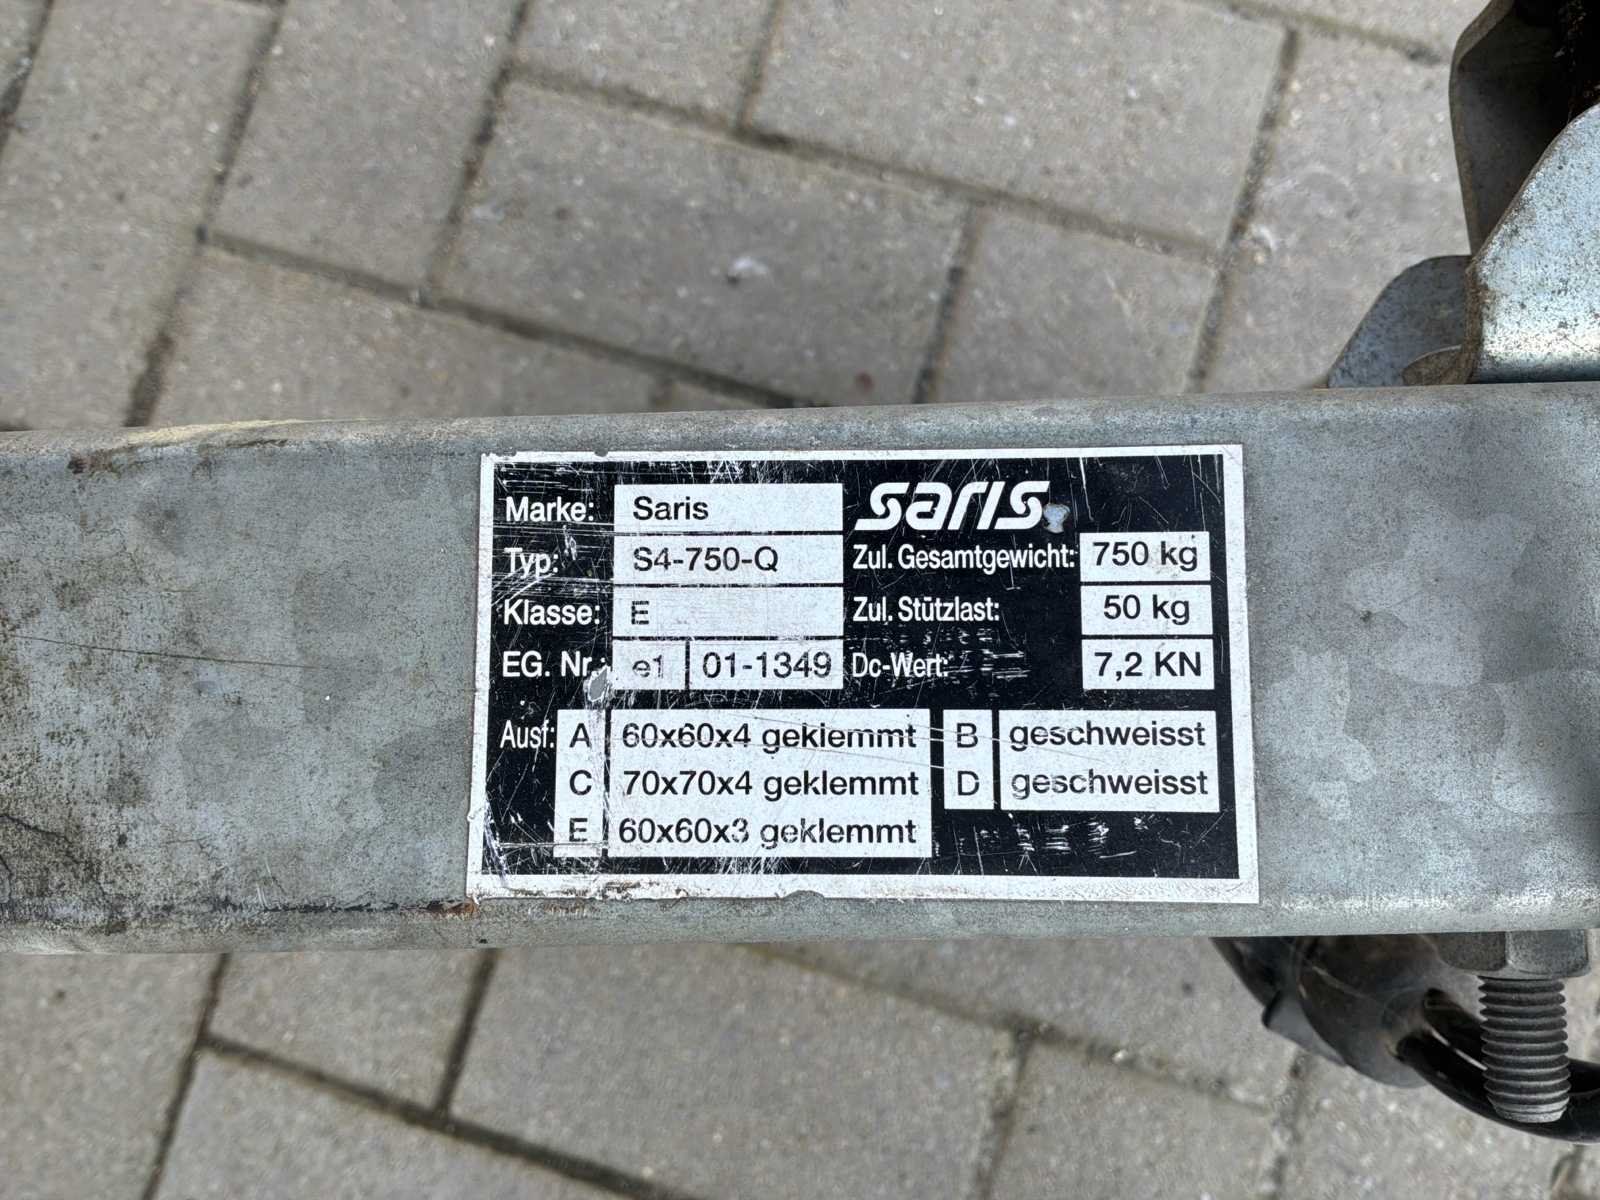 Marke: Saris saris
Typ: S4-750-Q Zul. Gesamtgewicht: 750 kg
Klasse: E Zul. Stützlast: 50 kg
EG. Nr.: e1 01-1349 Dc-Wert: 7,2 KN
Ausf: A 60x60x4 geklemmt B geschweisst
C 70x70x4 geklemmt D geschweisst
E 60x60x3 geklemmt